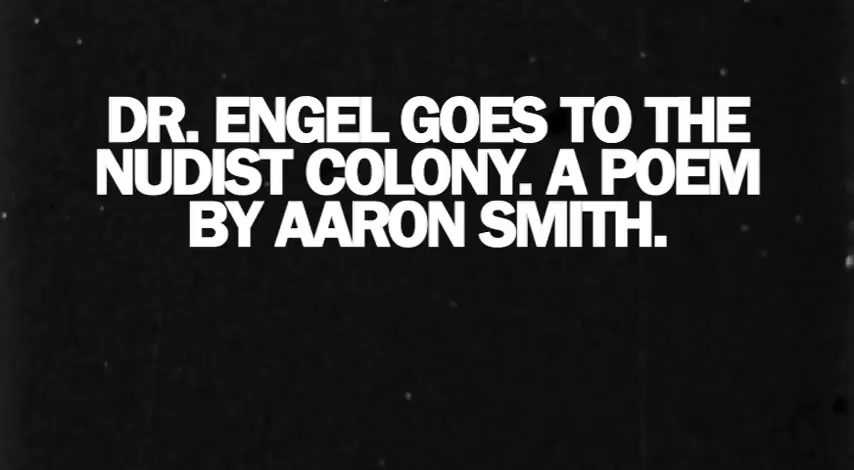 DR. ENGEL GOES TO THE
NUDIST COLONY. A POEM
BY AARON SMITH.